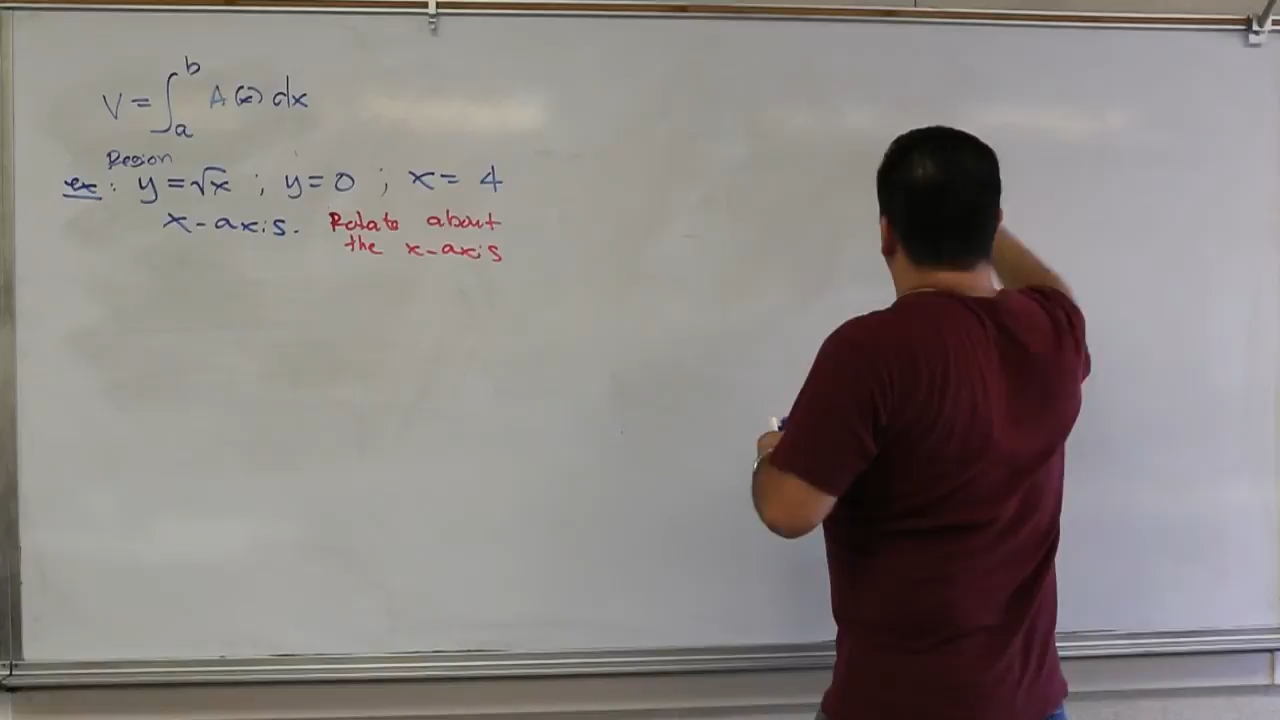 V = ∫_a^b A(x) dx
Region
ex: y = √x ; y = 0 ; x = 4
x-axis. Rotate about
the x-axis